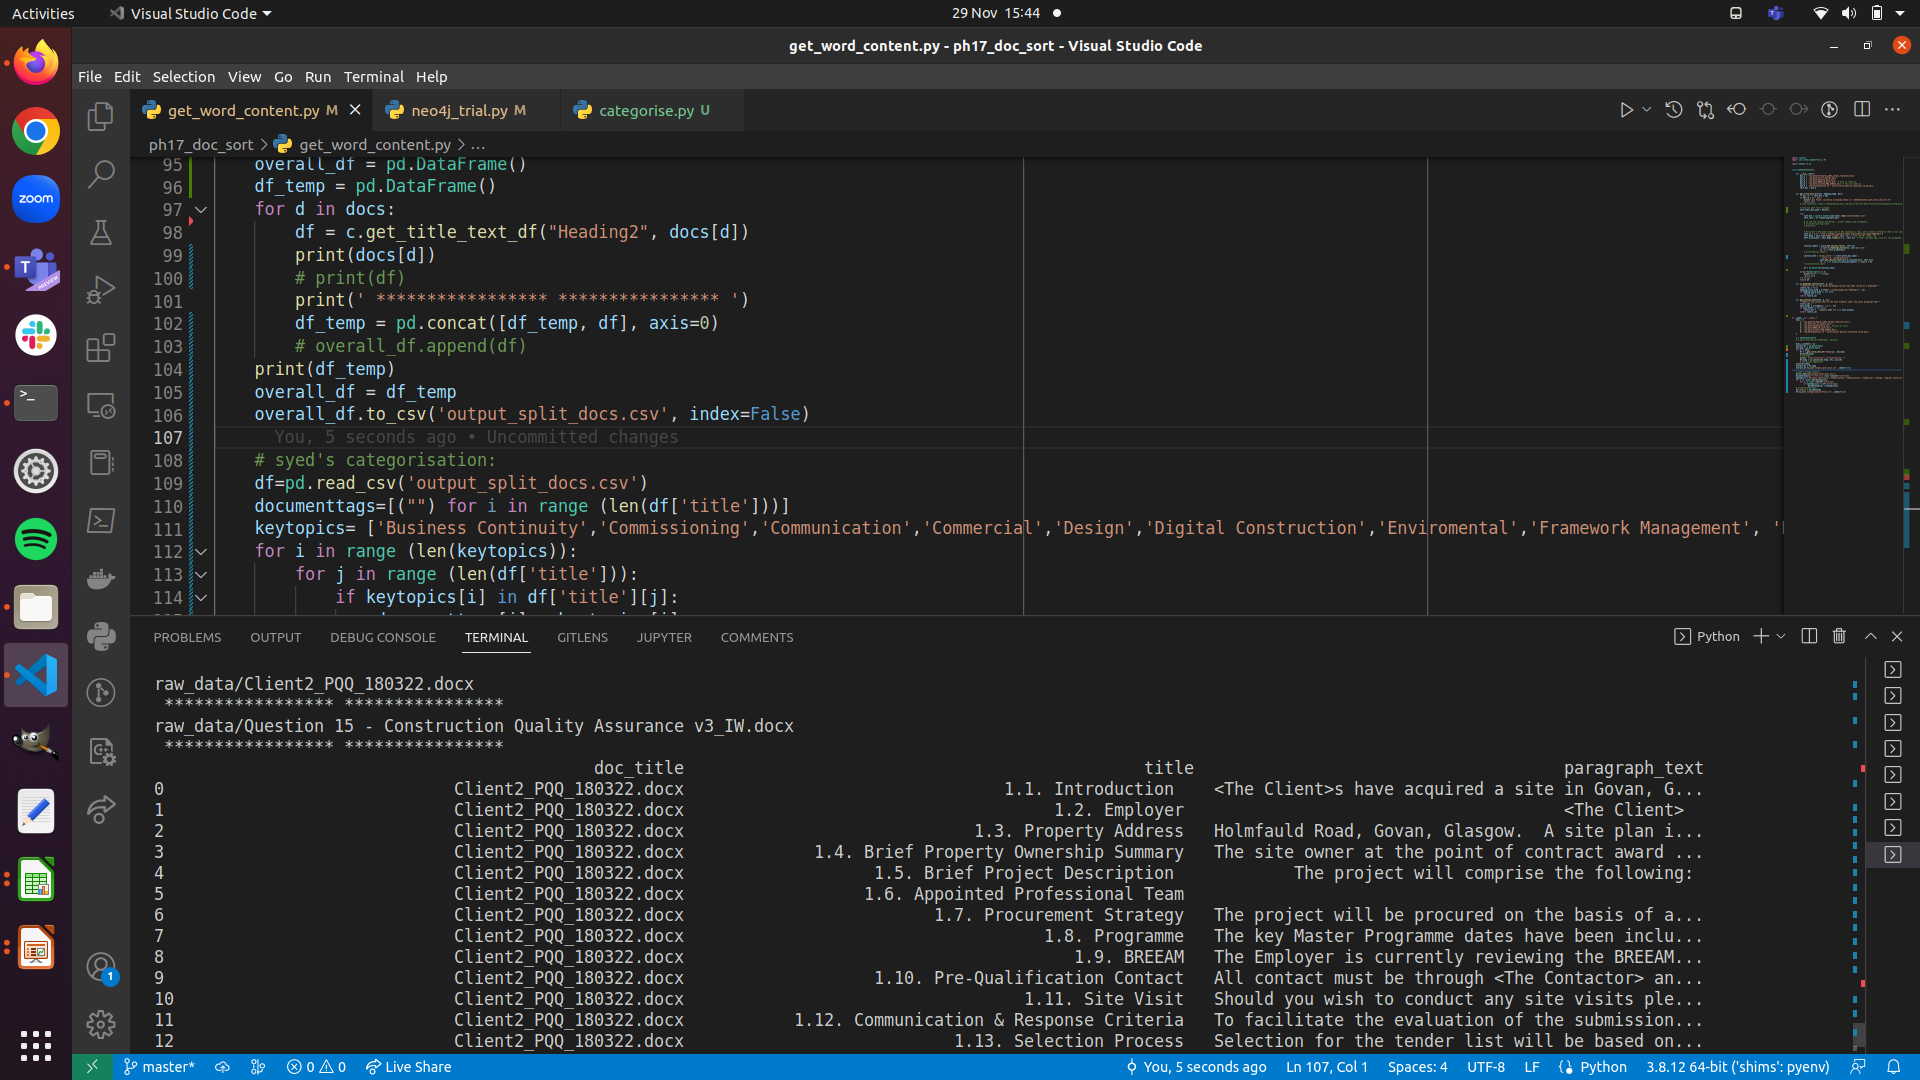 Activities
Visual Studio Code
29 Nov 15:44
get_word_content.py - ph17_doc_sort - Visual Studio Code
File Edit Selection View Go Run Terminal Help
get_word_content.py M
neo4j_trial.py M
categorise.py U
ph17_doc_sort > get_word_content.py > ...
95 overall_df = pd.DataFrame()
96 df_temp = pd.DataFrame()
97 for d in docs:
98 df = c.get_title_text_df("Heading2", docs[d])
99 print(docs[d])
100 # print(df)
101 print(' ***************** **************** ')
102 df_temp = pd.concat([df_temp, df], axis=0)
103 # overall_df.append(df)
104 print(df_temp)
105 overall_df = df_temp
106 overall_df.to_csv('output_split_docs.csv', index=False)
107 You, 5 seconds ago • Uncommitted changes
108 # syed's categorisation:
109 df=pd.read_csv('output_split_docs.csv')
110 documenttags=[("") for i in range (len(df['title']))]
111 keytopics= ['Business Continuity','Commissioning','Communication','Commercial','Design','Digital Construction','Enviromental','Framework Management', '
112 for i in range (len(keytopics)):
113 for j in range (len(df['title'])):
114 if keytopics[i] in df['title'][j]:
PROBLEMS OUTPUT DEBUG CONSOLE TERMINAL GITLENS JUPYTER COMMENTS
Python
raw_data/Client2_PQQ_180322.docx
***************** ****************
raw_data/Question 15 - Construction Quality Assurance v3_IW.docx
***************** ****************
doc_title title paragraph_text
0 Client2_PQQ_180322.docx 1.1. Introduction <The Client>s have acquired a site in Govan, G...
1 Client2_PQQ_180322.docx 1.2. Employer <The Client>
2 Client2_PQQ_180322.docx 1.3. Property Address Holmfauld Road, Govan, Glasgow. A site plan i...
3 Client2_PQQ_180322.docx 1.4. Brief Property Ownership Summary The site owner at the point of contract award ...
4 Client2_PQQ_180322.docx 1.5. Brief Project Description The project will comprise the following:
5 Client2_PQQ_180322.docx 1.6. Appointed Professional Team
6 Client2_PQQ_180322.docx 1.7. Procurement Strategy The project will be procured on the basis of a...
7 Client2_PQQ_180322.docx 1.8. Programme The key Master Programme dates have been inclu...
8 Client2_PQQ_180322.docx 1.9. BREEAM The Employer is currently reviewing the BREEAM...
9 Client2_PQQ_180322.docx 1.10. Pre-Qualification Contact All contact must be through <The Contactor> an...
10 Client2_PQQ_180322.docx 1.11. Site Visit Should you wish to conduct any site visits ple...
11 Client2_PQQ_180322.docx 1.12. Communication & Response Criteria To facilitate the evaluation of the submission...
12 Client2_PQQ_180322.docx 1.13. Selection Process Selection for the tender list will be based on...
zoom
1
master* 0 0 Live Share You, 5 seconds ago Ln 107, Col 1 Spaces: 4 UTF-8 LF Python 3.8.12 64-bit ('shims': pyenv)